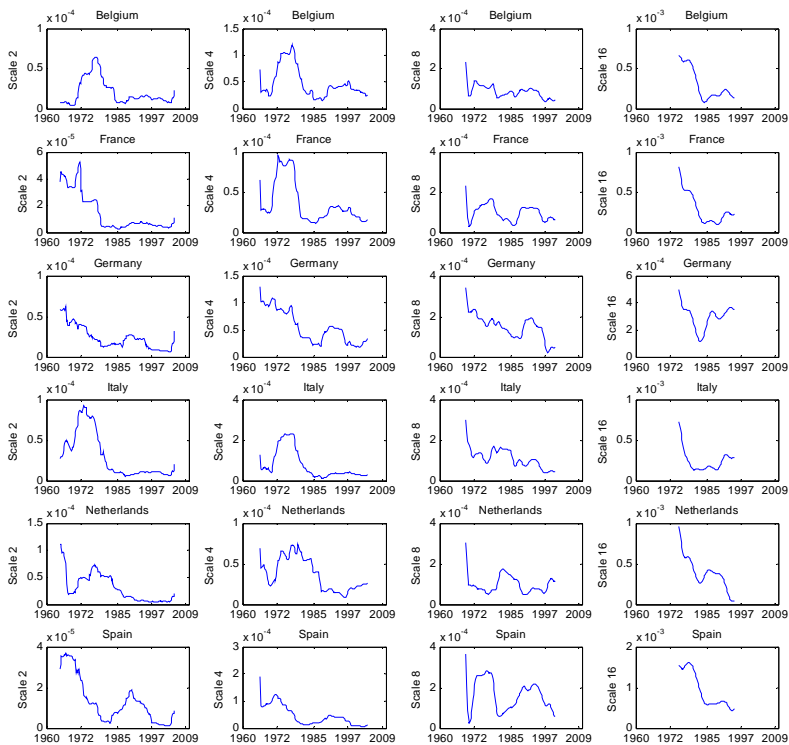 x 10⁻⁴ Belgium
1
0.5
0
Scale 2
1960 1972 1985 1997 2009
x 10⁻⁴ Belgium
1.5
1
0.5
0
Scale 4
1960 1972 1985 1997 2009
x 10⁻⁴ Belgium
4
2
0
Scale 8
1960 1972 1985 1997 2009
x 10⁻³ Belgium
1
0.5
0
Scale 16
1960 1972 1985 1997 2009
x 10⁻⁵ France
6
4
2
0
Scale 2
1960 1972 1985 1997 2009
x 10⁻⁴ France
1
0.5
0
Scale 4
1960 1972 1985 1997 2009
x 10⁻⁴ France
4
2
0
Scale 8
1960 1972 1985 1997 2009
x 10⁻³ France
1
0.5
0
Scale 16
1960 1972 1985 1997 2009
x 10⁻⁴ Germany
1
0.5
0
Scale 2
1960 1972 1985 1997 2009
x 10⁻⁴ Germany
1.5
1
0.5
0
Scale 4
1960 1972 1985 1997 2009
x 10⁻⁴ Germany
4
2
0
Scale 8
1960 1972 1985 1997 2009
x 10⁻⁴ Germany
6
4
2
0
Scale 16
1960 1972 1985 1997 2009
x 10⁻⁴ Italy
1
0.5
0
Scale 2
1960 1972 1985 1997 2009
x 10⁻⁴ Italy
4
2
0
Scale 4
1960 1972 1985 1997 2009
x 10⁻⁴ Italy
4
2
0
Scale 8
1960 1972 1985 1997 2009
x 10⁻³ Italy
1
0.5
0
Scale 16
1960 1972 1985 1997 2009
x 10⁻⁴ Netherlands
1.5
1
0.5
0
Scale 2
1960 1972 1985 1997 2009
x 10⁻⁴ Netherlands
1
0.5
0
Scale 4
1960 1972 1985 1997 2009
x 10⁻⁴ Netherlands
4
2
0
Scale 8
1960 1972 1985 1997 2009
x 10⁻³ Netherlands
1
0.5
0
Scale 16
1960 1972 1985 1997 2009
x 10⁻⁵ Spain
4
2
0
Scale 2
1960 1972 1985 1997 2009
x 10⁻⁴ Spain
3
2
1
0
Scale 4
1960 1972 1985 1997 2009
x 10⁻⁴ Spain
4
2
0
Scale 8
1960 1972 1985 1997 2009
x 10⁻³ Spain
2
1
0
Scale 16
1960 1972 1985 1997 2009